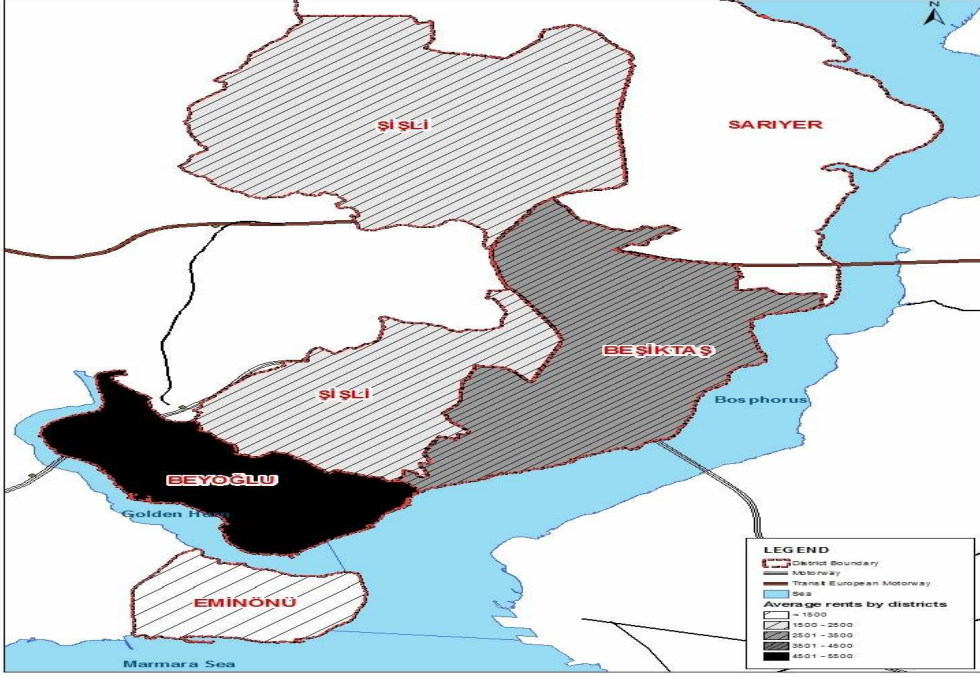 N
ŞİŞLİ
SARIYER
BEŞİKTAŞ
ŞİŞLİ
Bosphorus
BEYOĞLU
Golden Horn
EMİNÖNÜ
Marmara Sea
LEGEND
District Boundary
Motorway
Transit European Motorway
Sea
Average rents by districts
1500 - 2500
2501 - 3500
3501 - 4500
4501 - 5500